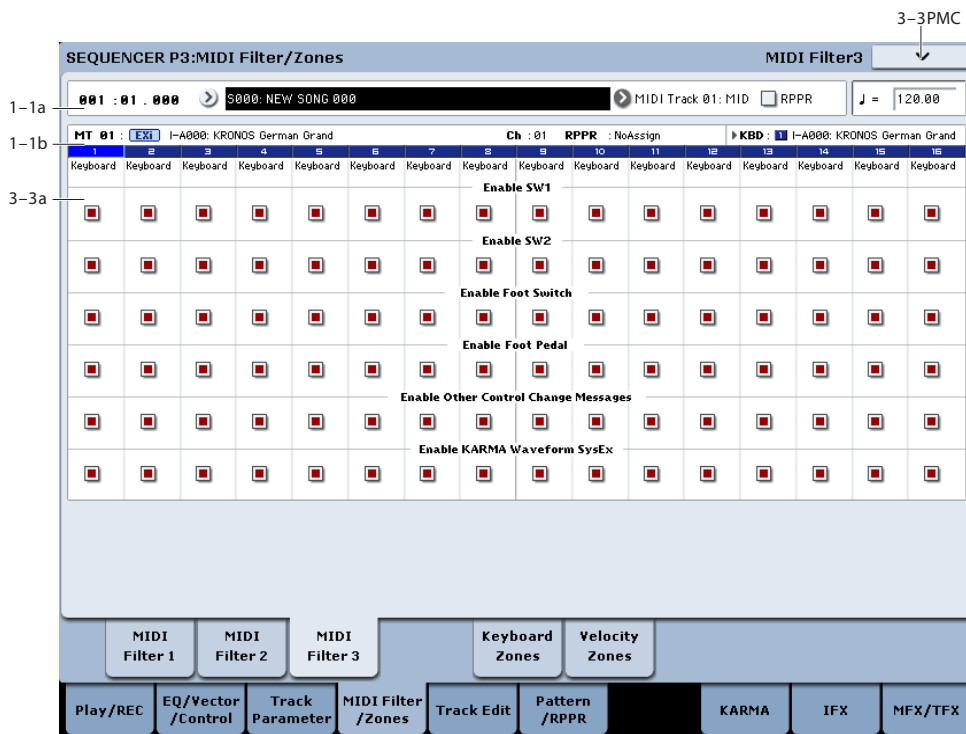 3–3PMC
SEQUENCER P3:MIDI Filter/Zones MIDI Filter3
1–1a
001 :01 . 000 S000: NEW SONG 000 MIDI Track 01: MID RPPR ♩ = 120.00
1–1b
MT 01 : EXi I-A000: KRONOS German Grand Ch :01 RPPR :NoAssign KBD : 1 I-A000: KRONOS German Grand
1 2 3 4 5 6 7 8 9 10 11 12 13 14 15 16
Keyboard Keyboard Keyboard Keyboard Keyboard Keyboard Keyboard Keyboard Keyboard Keyboard Keyboard Keyboard Keyboard Keyboard Keyboard Keyboard
3–3a
Enable SW1
Enable SW2
Enable Foot Switch
Enable Foot Pedal
Enable Other Control Change Messages
Enable KARMA Waveform SysEx
MIDI Filter 1 MIDI Filter 2 MIDI Filter 3 Keyboard Zones Velocity Zones
Play/REC EQ/Vector /Control Track Parameter MIDI Filter /Zones Track Edit Pattern /RPPR KARMA IFX MFX/TFX